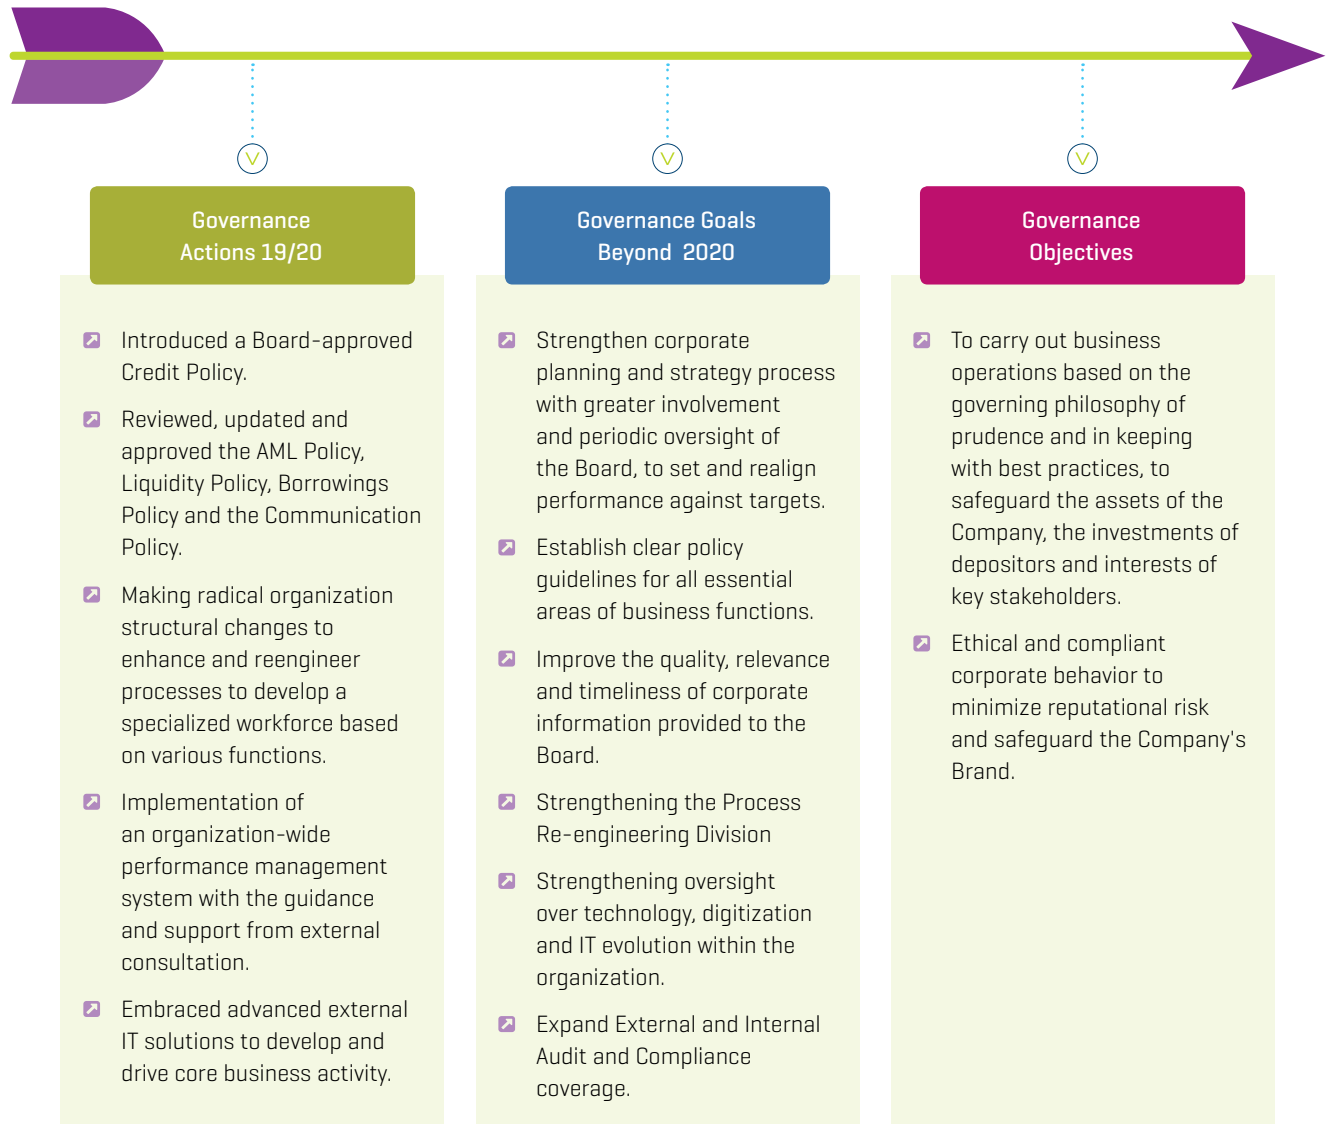 Governance
Actions 19/20
Introduced a Board-approved
Credit Policy.
Reviewed, updated and
approved the AML Policy,
Liquidity Policy, Borrowings
Policy and the Communication
Policy.
Making radical organization
structural changes to
enhance and reengineer
processes to develop a
specialized workforce based
on various functions.
Implementation of
an organization-wide
performance management
system with the guidance
and support from external
consultation.
Embraced advanced external
IT solutions to develop and
drive core business activity.
Governance Goals
Beyond 2020
Strengthen corporate
planning and strategy process
with greater involvement
and periodic oversight of
the Board, to set and realign
performance against targets.
Establish clear policy
guidelines for all essential
areas of business functions.
Improve the quality, relevance
and timeliness of corporate
information provided to the
Board.
Strengthening the Process
Re-engineering Division
Strengthening oversight
over technology, digitization
and IT evolution within the
organization.
Expand External and Internal
Audit and Compliance
coverage.
Governance
Objectives
To carry out business
operations based on the
governing philosophy of
prudence and in keeping
with best practices, to
safeguard the assets of the
Company, the investments of
depositors and interests of
key stakeholders.
Ethical and compliant
corporate behavior to
minimize reputational risk
and safeguard the Company's
Brand.